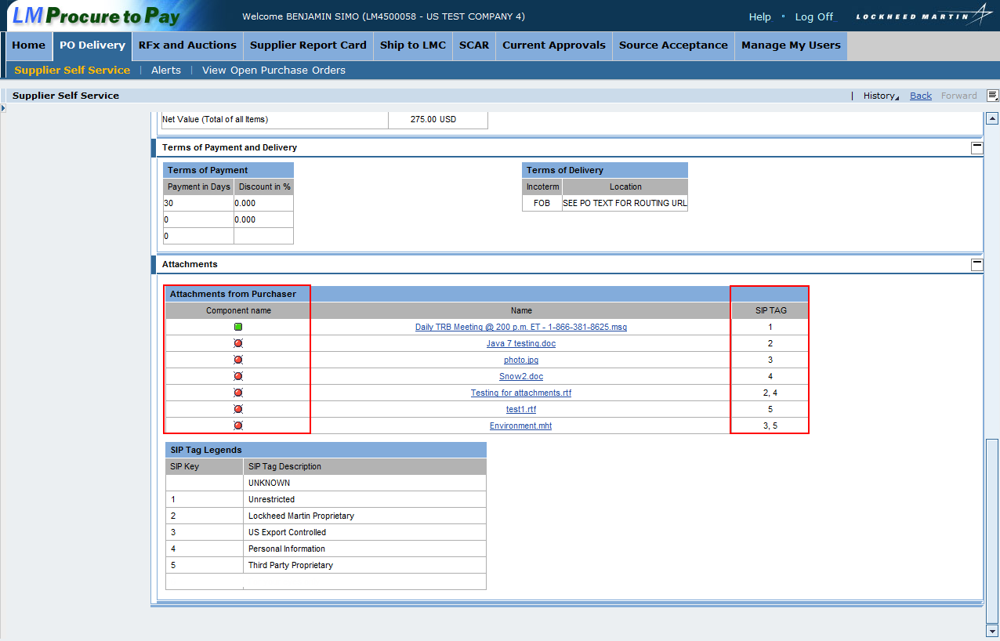 LM Procure to Pay
Welcome BENJAMIN SIMO (LM4500058 - US TEST COMPANY 4)
Help
Log Off
LOCKHEED MARTIN
Home PO Delivery RFx and Auctions Supplier Report Card Ship to LMC SCAR Current Approvals Source Acceptance Manage My Users
Supplier Self Service | Alerts | View Open Purchase Orders
Supplier Self Service
| History Back Forward
Net Value (Total of all Items) 275.00 USD
Terms of Payment and Delivery
Terms of Payment
Payment in Days Discount in %
30 0.000
0 0.000
0
Terms of Delivery
Incoterm Location
FOB SEE PO TEXT FOR ROUTING URL
Attachments
Attachments from Purchaser
Component name Name SIP TAG
Daily TRB Meeting @ 200 p.m. ET - 1-866-381-8625.msg 1
Java 7 testing.doc 2
photo.jpg 3
Snow2.doc 4
Testing for attachments.rtf 2, 4
test1.rtf 5
Environment.mht 3, 5
SIP Tag Legends
SIP Key SIP Tag Description
UNKNOWN
1 Unrestricted
2 Lockheed Martin Proprietary
3 US Export Controlled
4 Personal Information
5 Third Party Proprietary